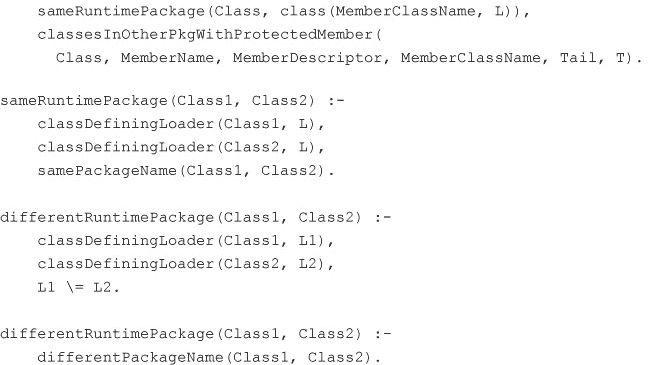 sameRuntimePackage(Class, class(MemberClassName, L)),
classesInOtherPkgWithProtectedMember(
Class, MemberName, MemberDescriptor, MemberClassName, Tail, T).
sameRuntimePackage(Class1, Class2) :-
classDefiningLoader(Class1, L),
classDefiningLoader(Class2, L),
samePackageName(Class1, Class2).
differentRuntimePackage(Class1, Class2) :-
classDefiningLoader(Class1, L1),
classDefiningLoader(Class2, L2),
L1 \= L2.
differentRuntimePackage(Class1, Class2) :-
differentPackageName(Class1, Class2).